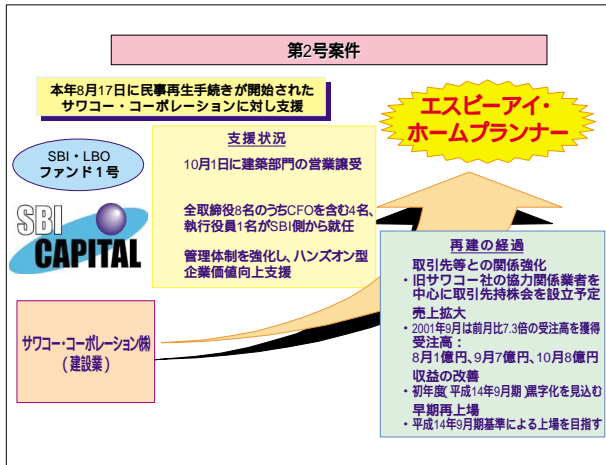 第2号案件
本年8月17日に民事再生手続きが開始された
サワコー・コーポレーションに対し支援
エスビーアイ・
ホームプランナー
SBI・LBO
ファンド1号
SBI
CAPITAL
支援状況
10月1日に建築部門の営業譲受
全取締役8名のうちCFOを含む4名、
執行役員1名がSBI側から就任
管理体制を強化し、ハンズオン型
企業価値向上支援
サワコー・コーポレーション㈱
(建設業)
再建の経過
取引先等との関係強化
・旧サワコー社の協力関係業者を
中心に取引先持株会を設立予定
売上拡大
・2001年9月は前月比7.3倍の受注高を獲得
受注高:
8月1億円、9月7億円、10月8億円
収益の改善
・初年度(平成14年9月期)黒字化を見込む
早期再上場
・平成14年9月期基準による上場を目指す